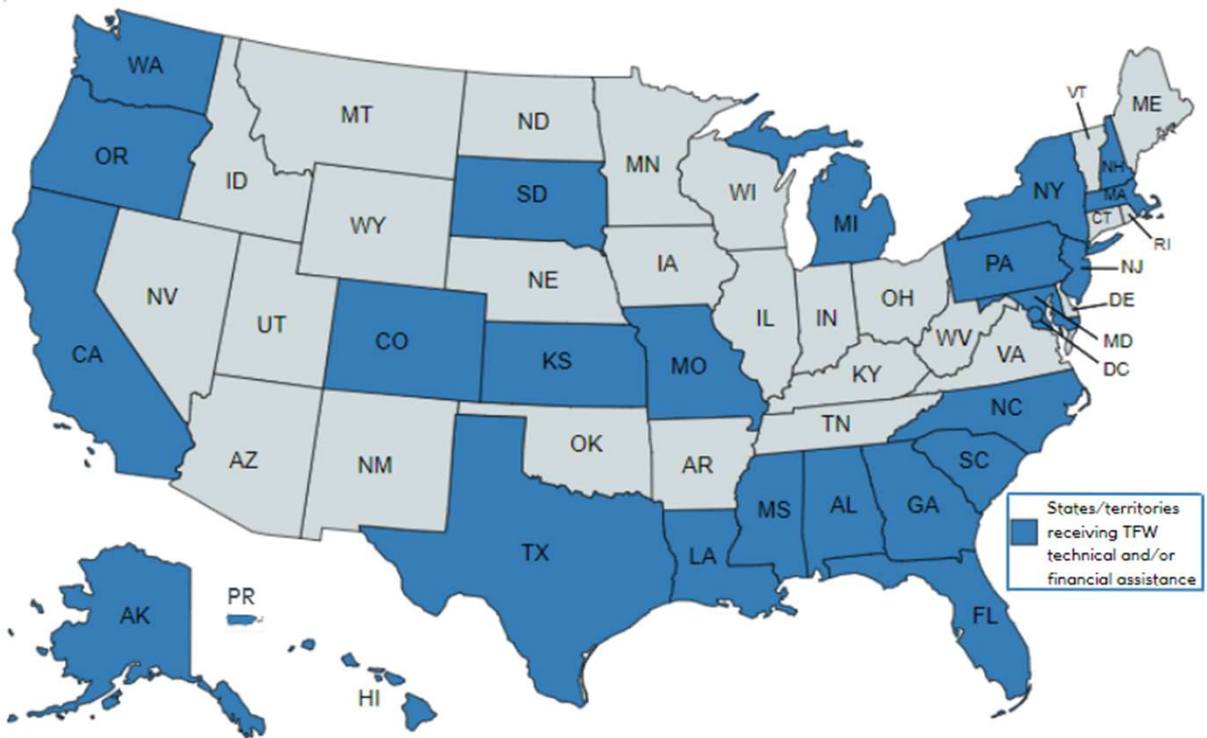 WA
MT
ND
MN
VT
ME
OR
ID
SD
WI
NH
NY
MA
WY
MI
CT
RI
IA
PA
NJ
NE
NV
UT
IL
IN
OH
DE
CA
CO
KS
MO
WV
VA
MD
DC
KY
NC
TN
OK
AZ
NM
AR
SC
MS
AL
GA
TX
LA
States/territories
receiving TFW
technical and/or
financial assistance
AK
PR
FL
HI